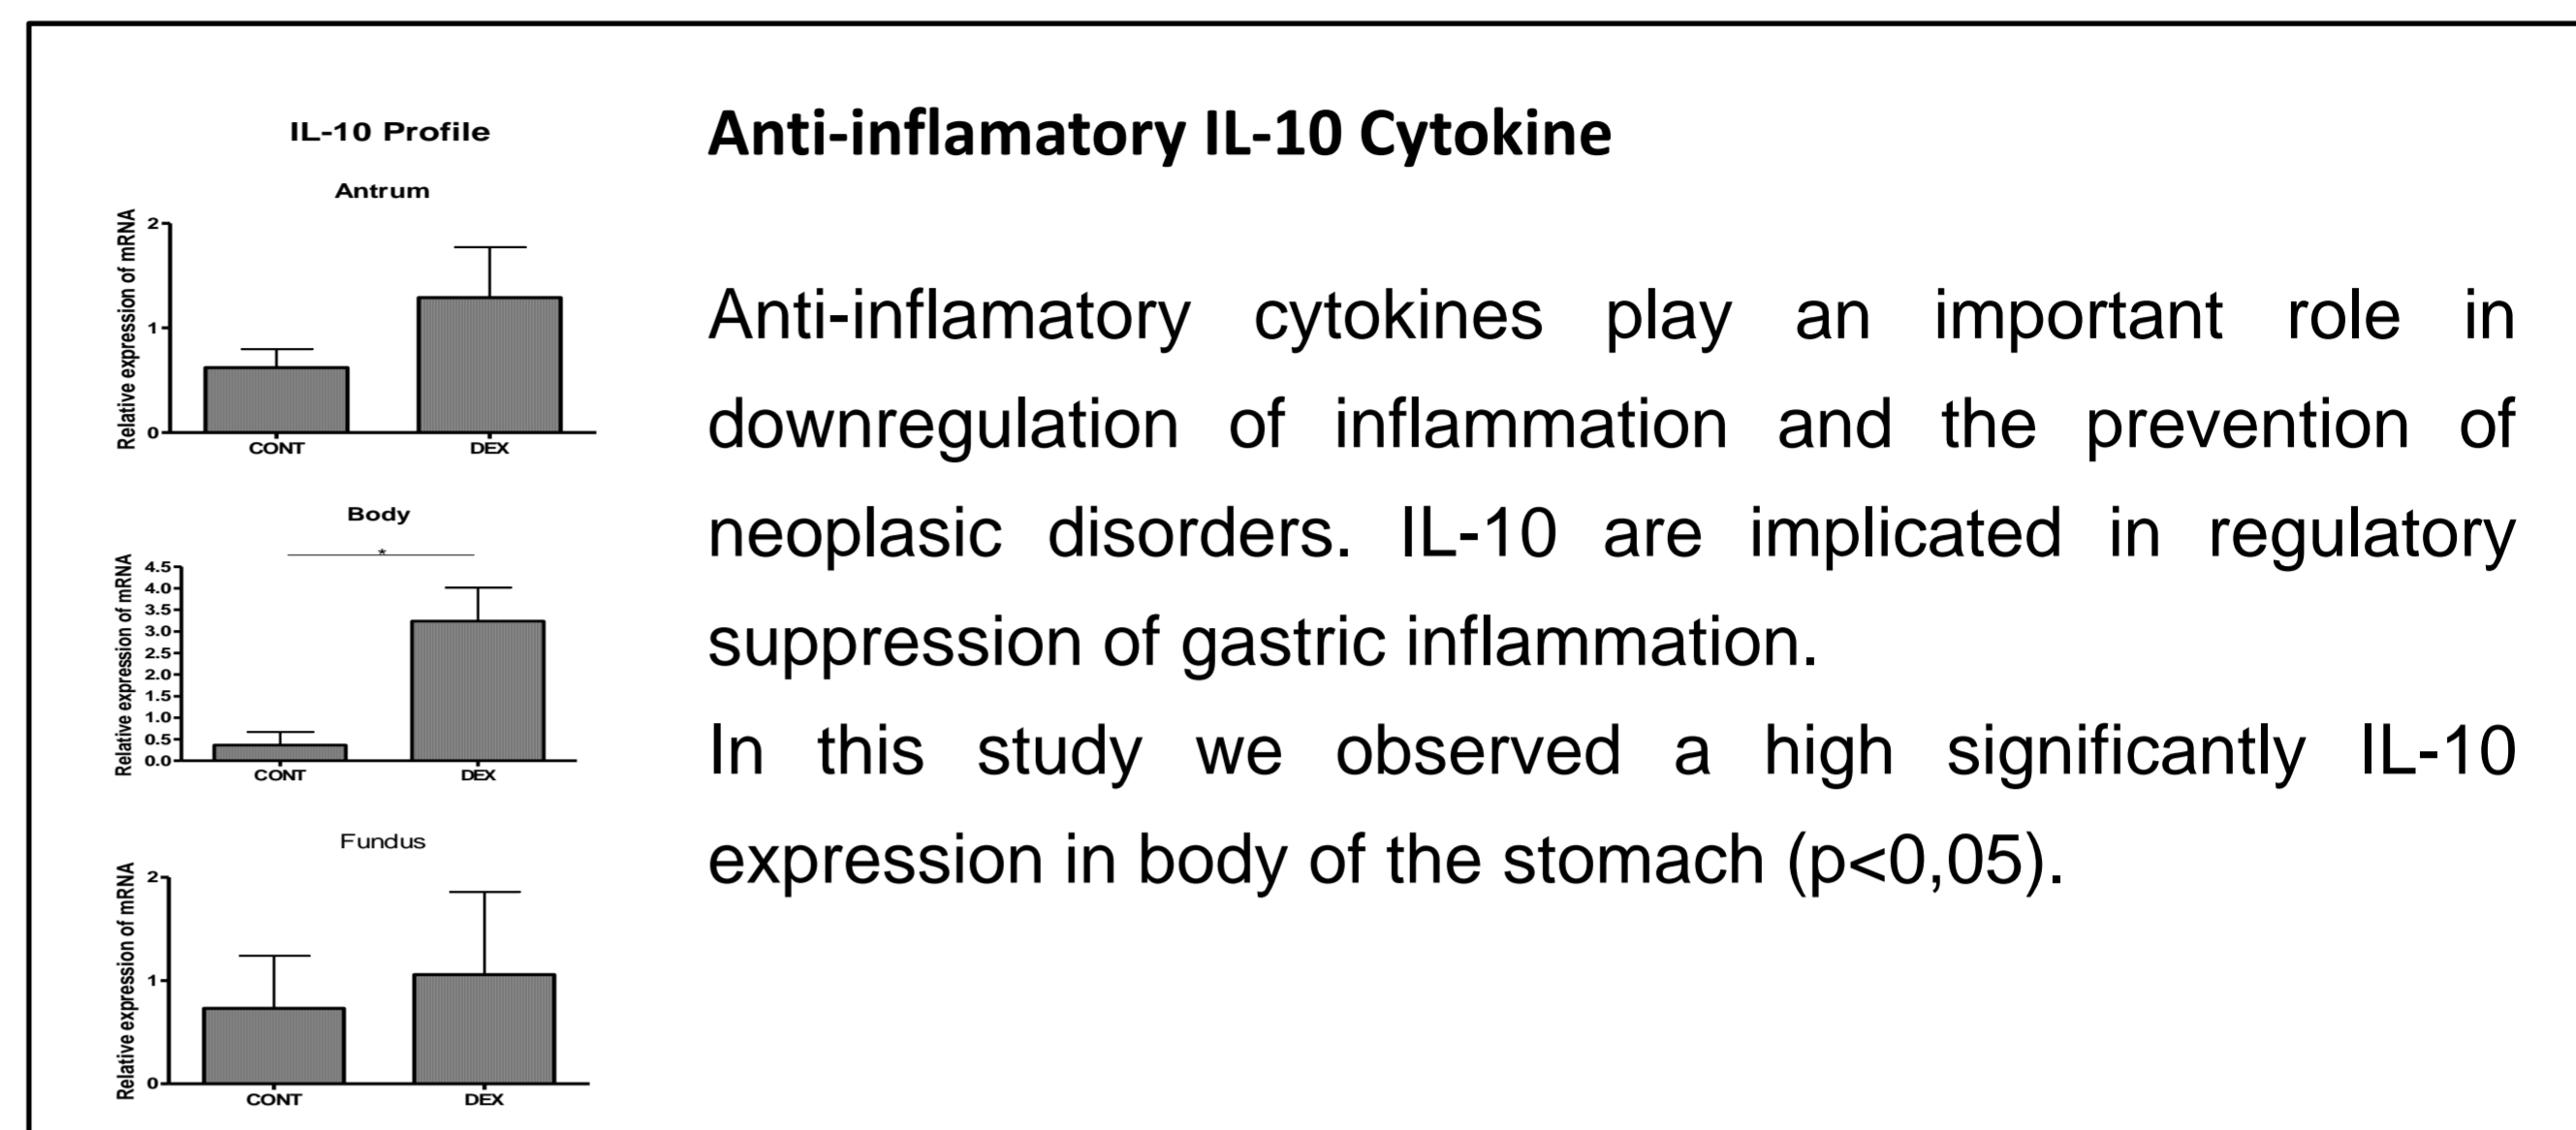 IL-10 Profile
Antrum
Relative expression of mRNA
2
1
0
CONT DEX
Body
*
Relative expression of mRNA
4.5
4.0
3.5
3.0
2.5
2.0
1.5
1.0
0.5
0.0
CONT DEX
Fundus
Relative expression of mRNA
2
1
0
CONT DEX
Anti-inflamatory IL-10 Cytokine
Anti-inflamatory cytokines play an important role in
downregulation of inflammation and the prevention of
neoplasic disorders. IL-10 are implicated in regulatory
suppression of gastric inflammation.
In this study we observed a high significantly IL-10
expression in body of the stomach (p<0,05).